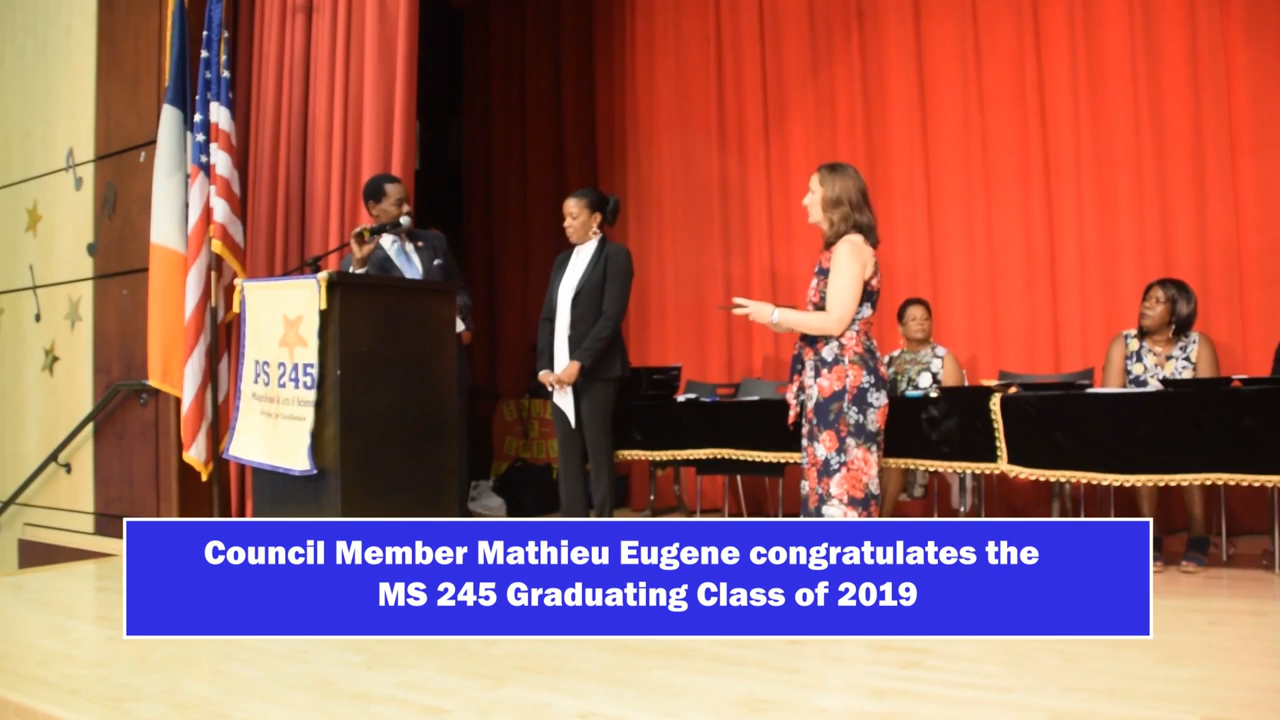 PS 245
Council Member Mathieu Eugene congratulates the
MS 245 Graduating Class of 2019